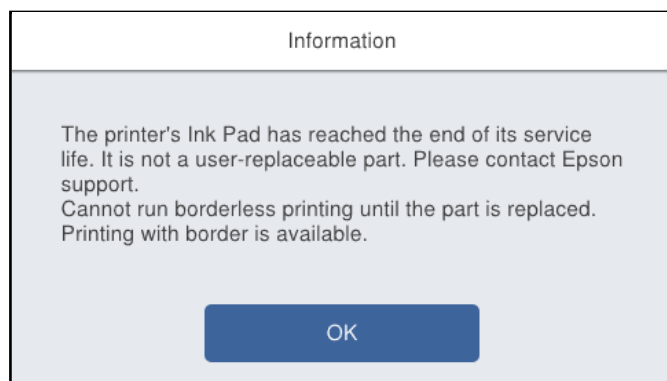 Information
The printer's Ink Pad has reached the end of its service
life. It is not a user-replaceable part. Please contact Epson
support.
Cannot run borderless printing until the part is replaced.
Printing with border is available.
OK